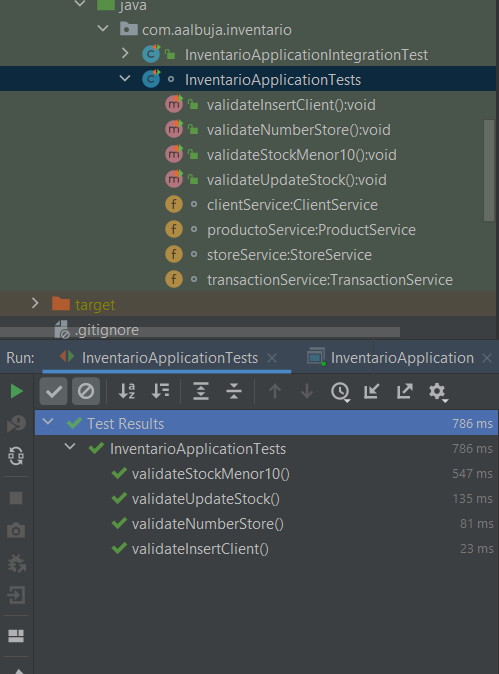 java
com.aalbuja.inventario
InventarioApplicationIntegrationTest
InventarioApplicationTests
validateInsertClient():void
validateNumberStore():void
validateStockMenor10():void
validateUpdateStock():void
clientService:ClientService
productoService:ProductService
storeService:StoreService
transactionService:TransactionService
target
.gitignore
Run: InventarioApplicationTests InventarioApplication
Test Results 786 ms
InventarioApplicationTests 786 ms
validateStockMenor10() 547 ms
validateUpdateStock() 135 ms
validateNumberStore() 81 ms
validateInsertClient() 23 ms